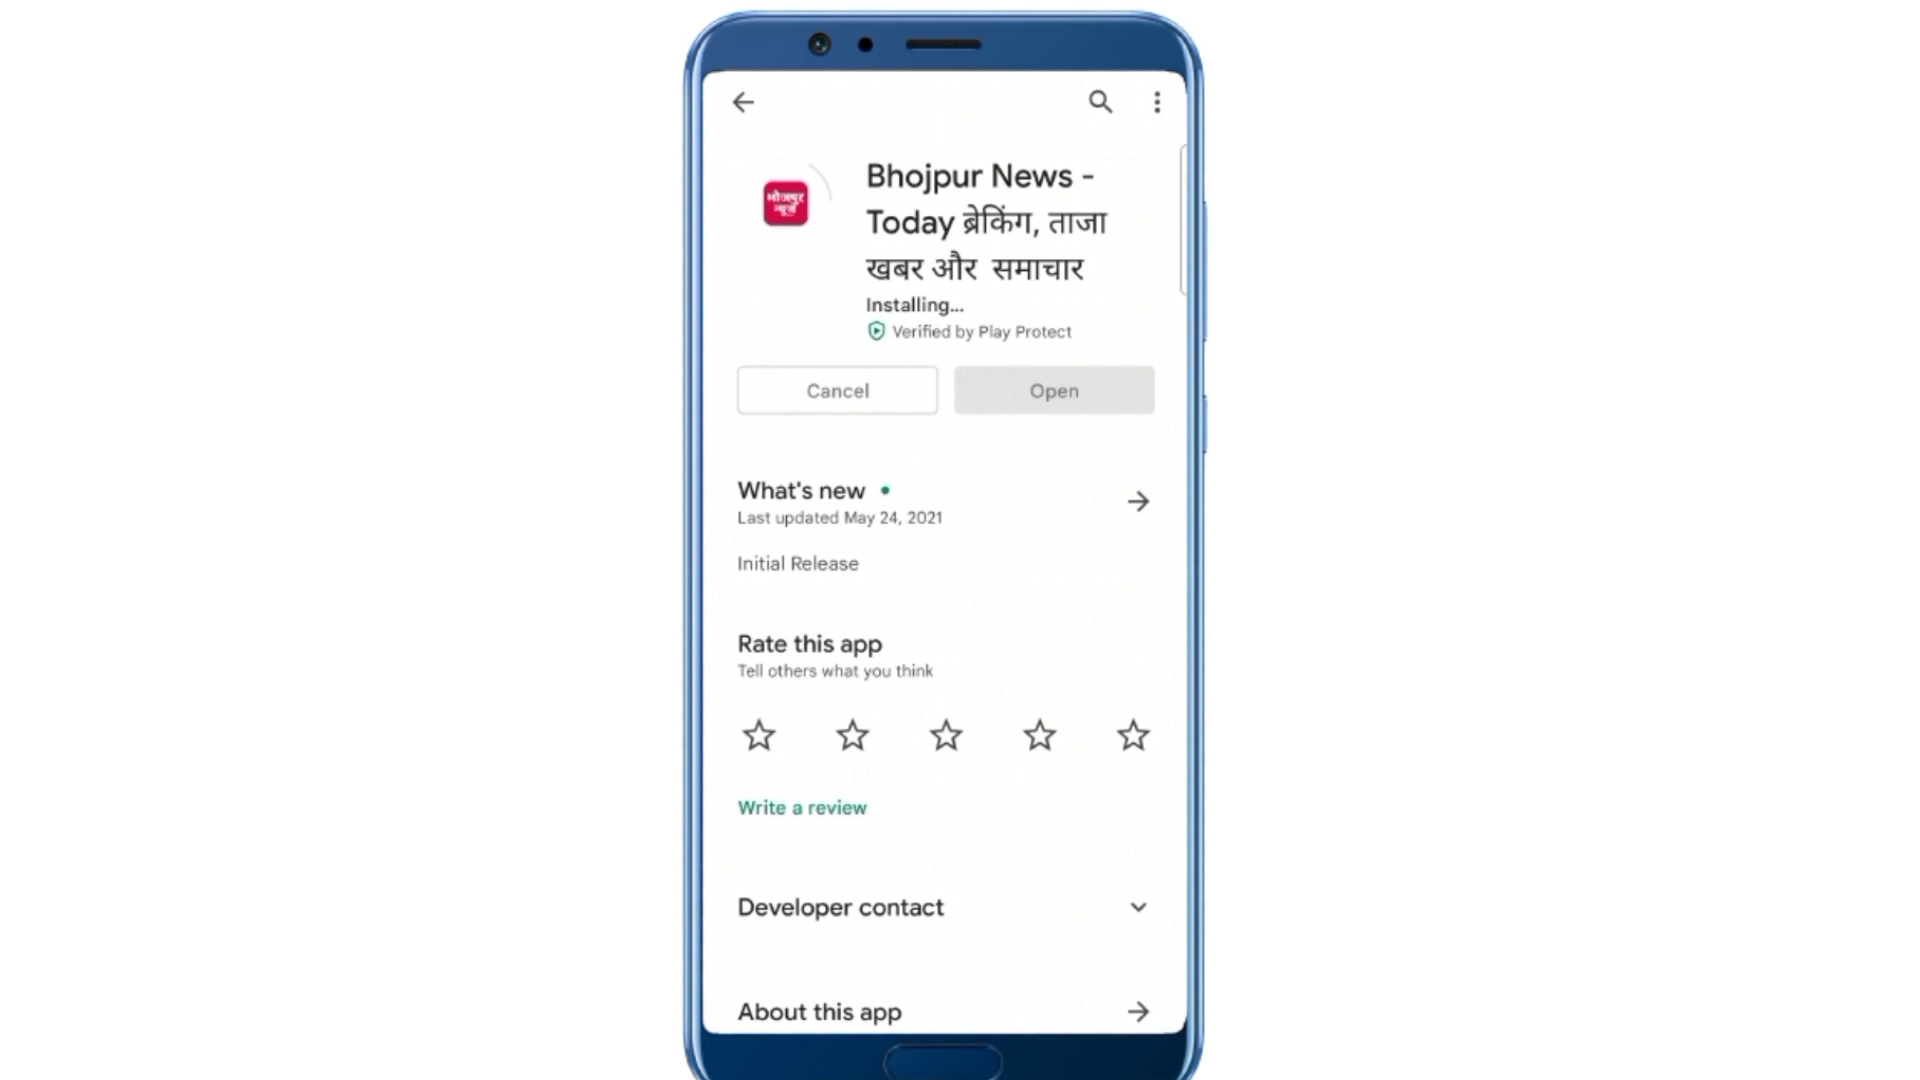 भोजपुर
न्यूज़
Bhojpur News -
Today ब्रेकिंग, ताजा
खबर और समाचार
Installing...
Verified by Play Protect
Cancel
Open
What's new
Last updated May 24, 2021
Initial Release
Rate this app
Tell others what you think
Write a review
Developer contact
About this app